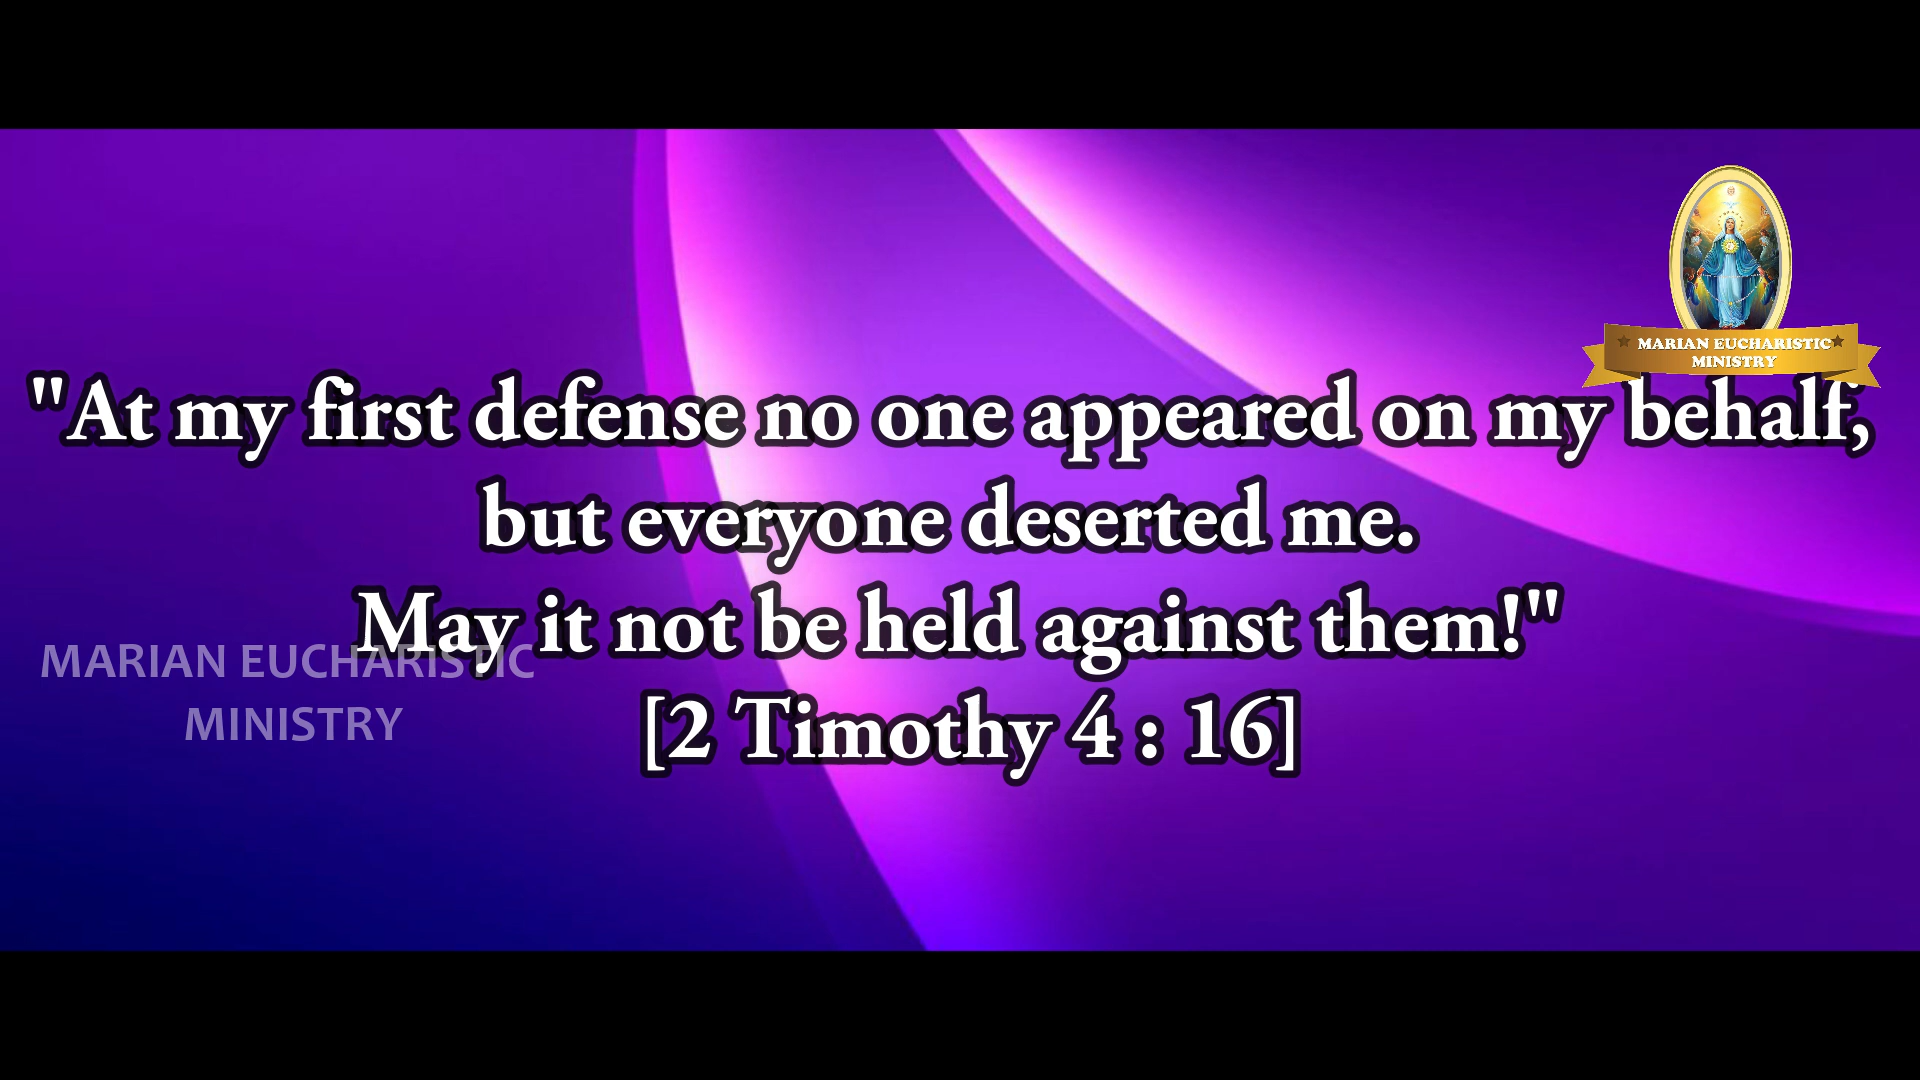 MARIAN EUCHARISTIC
MINISTRY
"At my first defense no one appeared on my behalf,
but everyone deserted me.
May it not be held against them!"
[2 Timothy 4 : 16]
MARIAN EUCHARISTIC
MINISTRY